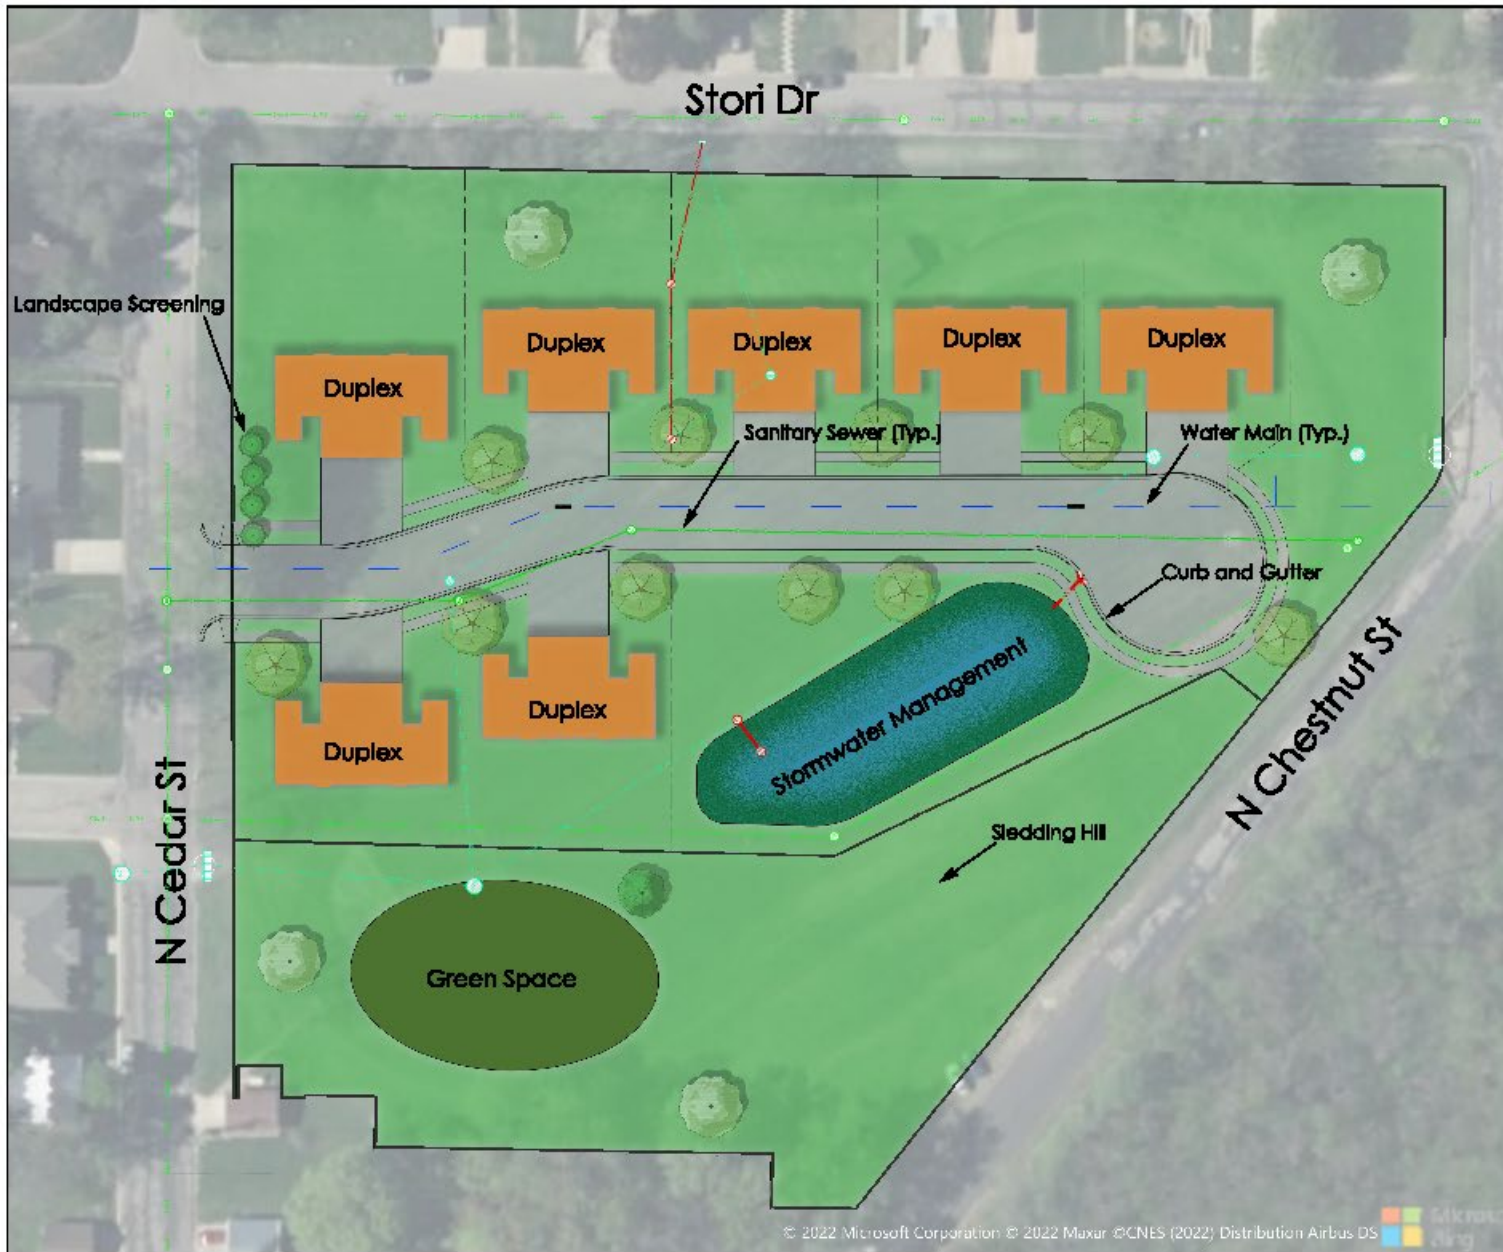 Stori Dr
Landscape Screening
Duplex
Duplex
Duplex
Duplex
Duplex
Sanitary Sewer (Typ.)
Water Main (Typ.)
Curb and Gutter
Duplex
Duplex
Stormwater Management
N Chestnut St
N Cedar St
Sledding Hill
Green Space
© 2022 Microsoft Corporation © 2022 Maxar ©CNES (2022) Distribution Airbus DS